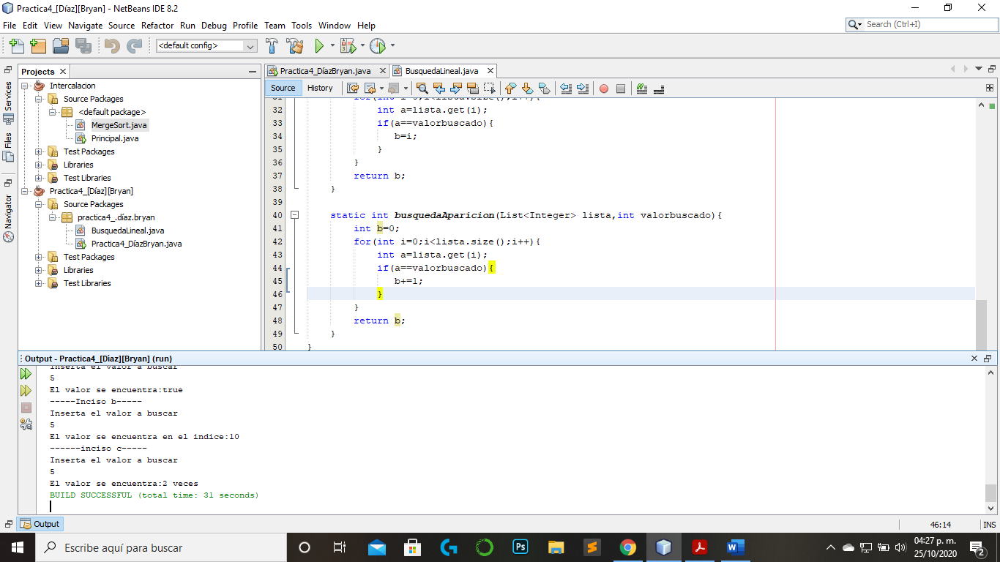 Practica4_[Díaz][Bryan] - NetBeans IDE 8.2
File Edit View Navigate Source Refactor Run Debug Profile Team Tools Window Help
Search (Ctrl+I)
<default config>
Projects
Services
Files
Navigator
Intercalacion
Source Packages
<default package>
MergeSort.java
Principal.java
Test Packages
Libraries
Test Libraries
Practica4_[Díaz][Bryan]
Source Packages
practica4_.díaz.bryan
BusquedaLineal.java
Practica4_DíazBryan.java
Test Packages
Libraries
Test Libraries
Practica4_DíazBryan.java BusquedaLineal.java
Source History
31 for(int i=0;i<lista.size();i++){
32 int a=lista.get(i);
33 if(a==valorbuscado){
34 b=i;
35 }
36 }
37 return b;
38 }
39
40 static int busquedaAparicion(List<Integer> lista,int valorbuscado){
41 int b=0;
42 for(int i=0;i<lista.size();i++){
43 int a=lista.get(i);
44 if(a==valorbuscado){
45 b+=1;
46 }
47 }
48 return b;
49 }
50 }
Output - Practica4_[Díaz][Bryan] (run)
Inserta el valor a buscar
5
El valor se encuentra:true
-----Inciso b-----
Inserta el valor a buscar
5
El valor se encuentra en el indice:10
------inciso c-----
Inserta el valor a buscar
5
El valor se encuentra:2 veces
BUILD SUCCESSFUL (total time: 31 seconds)
Output
46:14 INS
Escribe aquí para buscar
Ps
W
04:27 p. m.
25/10/2020
2